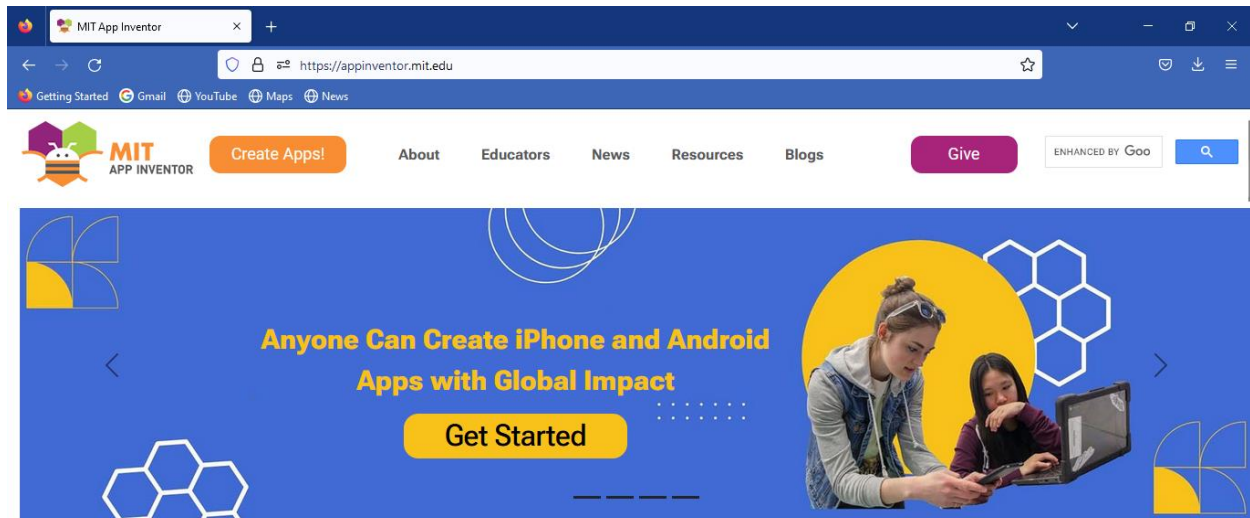 MIT App Inventor
https://appinventor.mit.edu
Getting Started Gmail YouTube Maps News
MIT
APP INVENTOR
Create Apps! About Educators News Resources Blogs Give ENHANCED BY Goo
Anyone Can Create iPhone and Android
Apps with Global Impact
Get Started